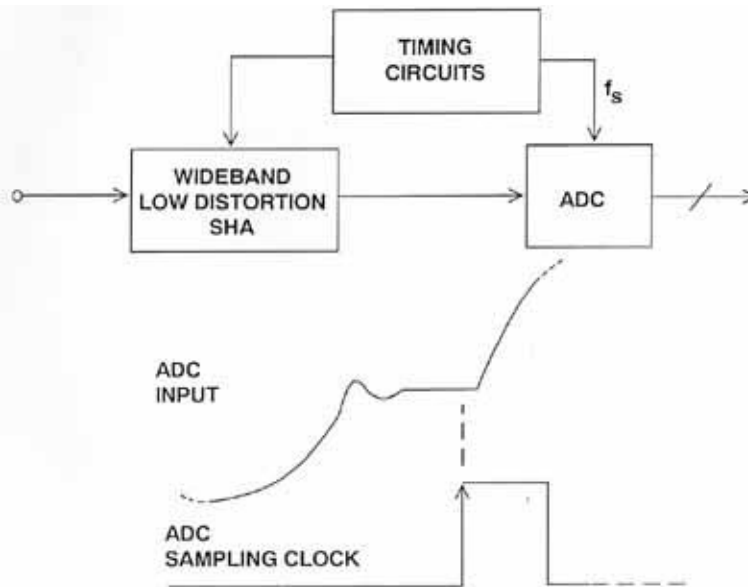 TIMING
CIRCUITS
fs
WIDEBAND
LOW DISTORTION
SHA
ADC
ADC
INPUT
ADC
SAMPLING CLOCK